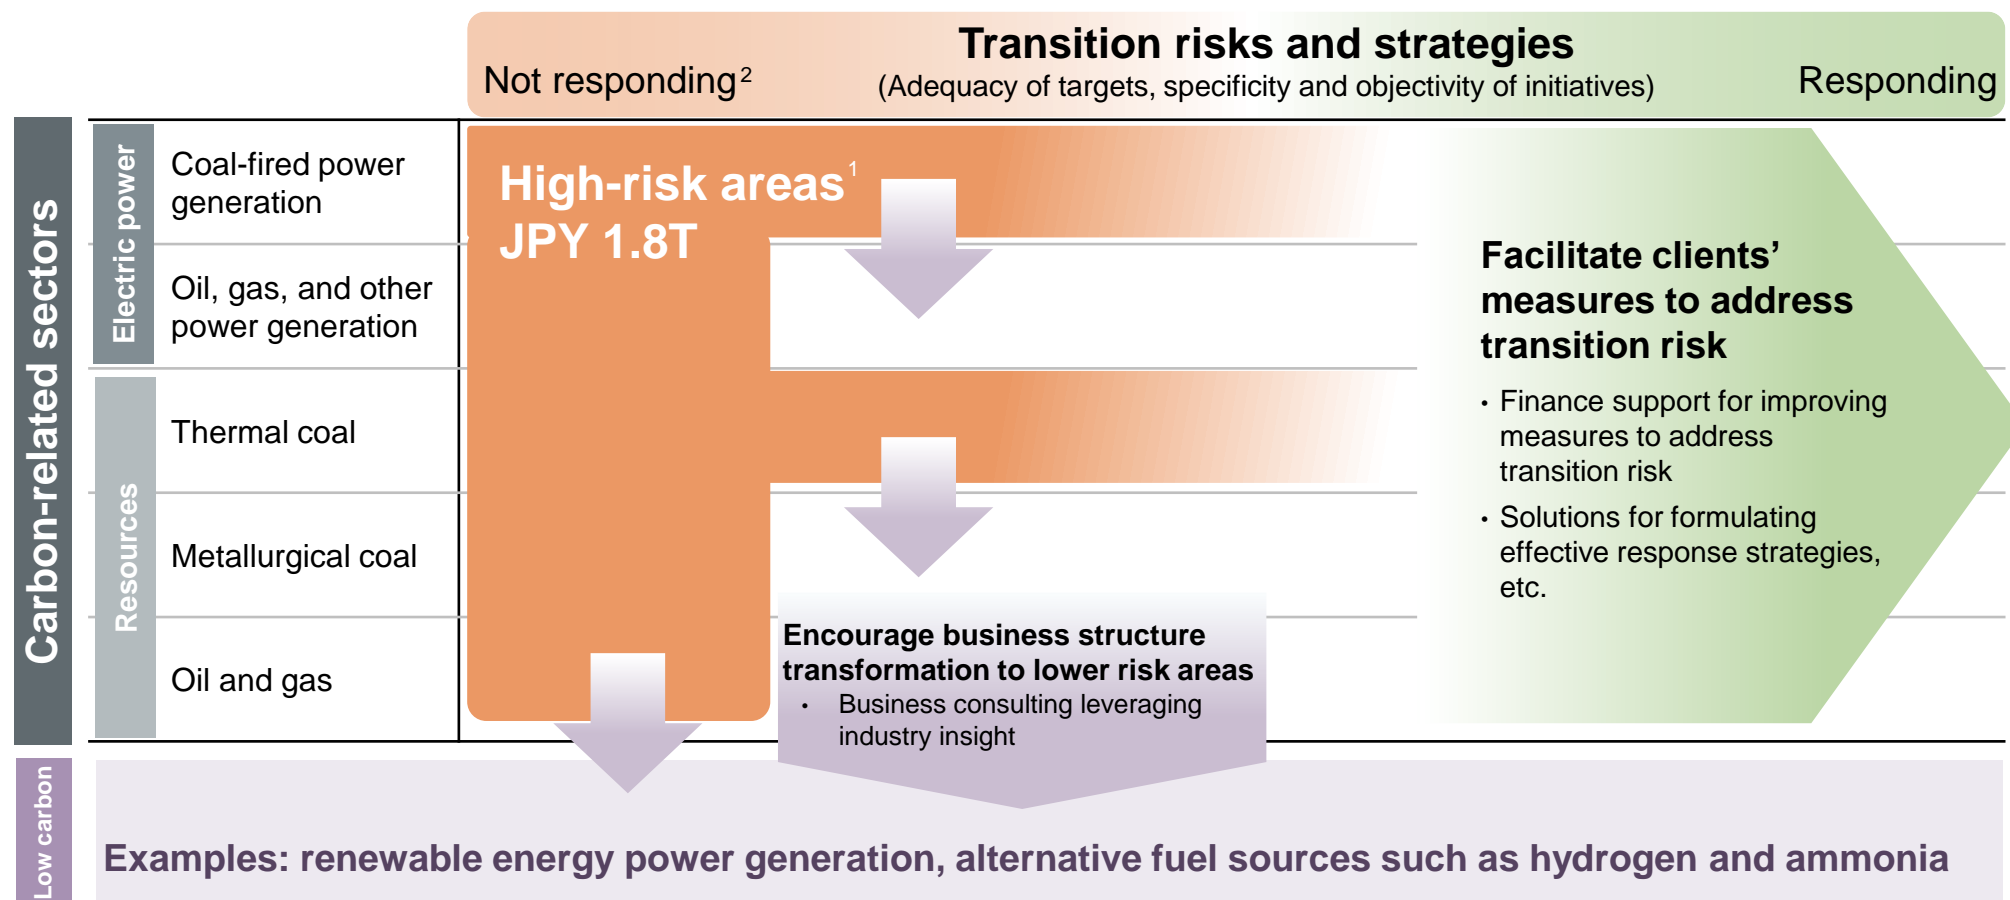 Transition risks and strategies
Not responding2
(Adequacy of targets, specificity and objectivity of initiatives)
Responding
Carbon-related sectors
Electric power
Coal-fired power
generation
Oil, gas, and other
power generation
Resources
Thermal coal
Metallurgical coal
Oil and gas
High-risk areas1
JPY 1.8T
Facilitate clients’
measures to address
transition risk
• Finance support for improving
measures to address
transition risk
• Solutions for formulating
effective response strategies,
etc.
Encourage business structure
transformation to lower risk areas
• Business consulting leveraging
industry insight
Low carbon
Examples: renewable energy power generation, alternative fuel sources such as hydrogen and ammonia